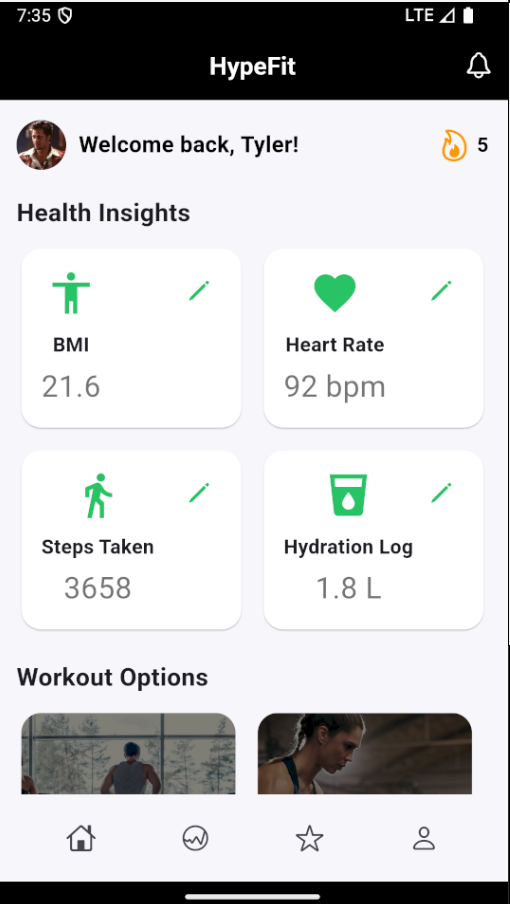 7:35 LTE
HypeFit
Welcome back, Tyler! 5
Health Insights
BMI
21.6
Heart Rate
92 bpm
Steps Taken
3658
Hydration Log
1.8 L
Workout Options